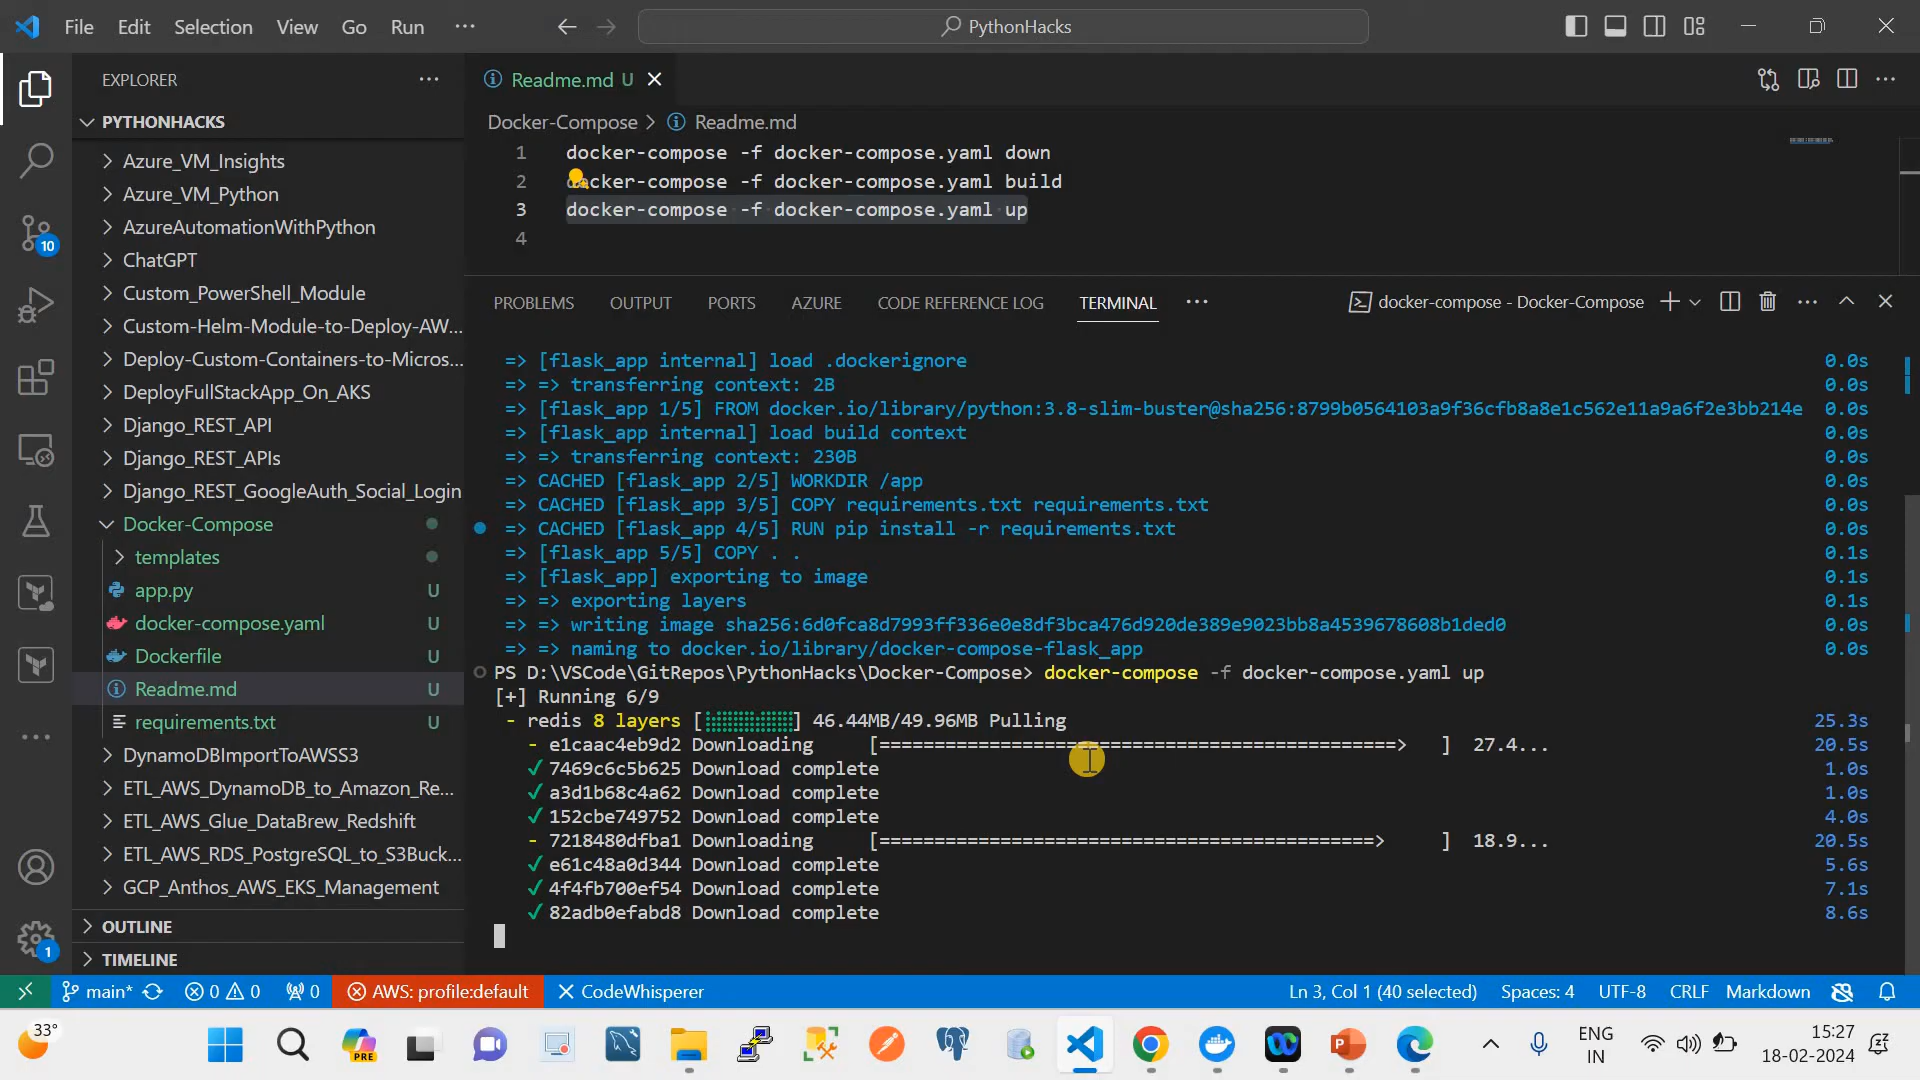 File Edit Selection View Go Run ···
PythonHacks
EXPLORER
PYTHONHACKS
Azure_VM_Insights
Azure_VM_Python
AzureAutomationWithPython
ChatGPT
Custom_PowerShell_Module
Custom-Helm-Module-to-Deploy-AW...
Deploy-Custom-Containers-to-Micros...
DeployFullStackApp_On_AKS
Django_REST_API
Django_REST_APIs
Django_REST_GoogleAuth_Social_Login
Docker-Compose
templates
app.py U
docker-compose.yaml U
Dockerfile U
Readme.md U
requirements.txt U
DynamoDBImportToAWSS3
ETL_AWS_DynamoDB_to_Amazon_Re...
ETL_AWS_Glue_DataBrew_Redshift
ETL_AWS_RDS_PostgreSQL_to_S3Buck...
GCP_Anthos_AWS_EKS_Management
OUTLINE
TIMELINE
10
1
Readme.md U
Docker-Compose > Readme.md
1 docker-compose -f docker-compose.yaml down
2 docker-compose -f docker-compose.yaml build
3 docker-compose -f docker-compose.yaml up
4
PROBLEMS OUTPUT PORTS AZURE CODE REFERENCE LOG TERMINAL ··· docker-compose - Docker-Compose
=> [flask_app internal] load .dockerignore 0.0s
=> => transferring context: 2B 0.0s
=> [flask_app 1/5] FROM docker.io/library/python:3.8-slim-buster@sha256:8799b0564103a9f36cfb8a8e1c562e11a9a6f2e3bb214e 0.0s
=> [flask_app internal] load build context 0.0s
=> => transferring context: 230B 0.0s
=> CACHED [flask_app 2/5] WORKDIR /app 0.0s
=> CACHED [flask_app 3/5] COPY requirements.txt requirements.txt 0.0s
=> CACHED [flask_app 4/5] RUN pip install -r requirements.txt 0.0s
=> [flask_app 5/5] COPY . . 0.1s
=> [flask_app] exporting to image 0.1s
=> => exporting layers 0.1s
=> => writing image sha256:6d0fca8d7993ff336e0e8df3bca476d920de389e9023bb8a4539678608b1ded0 0.0s
=> => naming to docker.io/library/docker-compose-flask_app 0.0s
PS D:\VSCode\GitRepos\PythonHacks\Docker-Compose> docker-compose -f docker-compose.yaml up
[+] Running 6/9
- redis 8 layers [⣿⣿⣿⣿⣿⣿⣿⣿] 46.44MB/49.96MB Pulling 25.3s
- e1caac4eb9d2 Downloading [===============================================> ] 27.4... 20.5s
✓ 7469c6c5b625 Download complete 1.0s
✓ a3d1b68c4a62 Download complete 1.0s
✓ 152cbe749752 Download complete 4.0s
- 7218480dfba1 Downloading [=============================================> ] 18.9... 20.5s
✓ e61c48a0d344 Download complete 5.6s
✓ 4f4fb700ef54 Download complete 7.1s
✓ 82adb0efabd8 Download complete 8.6s
main* 0 0 0 AWS: profile:default CodeWhisperer Ln 3, Col 1 (40 selected) Spaces: 4 UTF-8 CRLF Markdown
33°
PRE
ENG
IN
15:27
18-02-2024